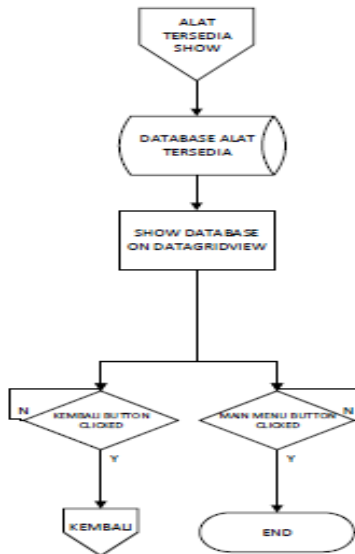 ALAT
TERSEDIA
SHOW
DATABASE ALAT
TERSEDIA
SHOW DATABASE
ON DATAGRIDVIEW
N
KEMBALI BUTTON
CLICKED
MAIN MENU BUTTON
CLICKED
N
Y
Y
KEMBALI
END